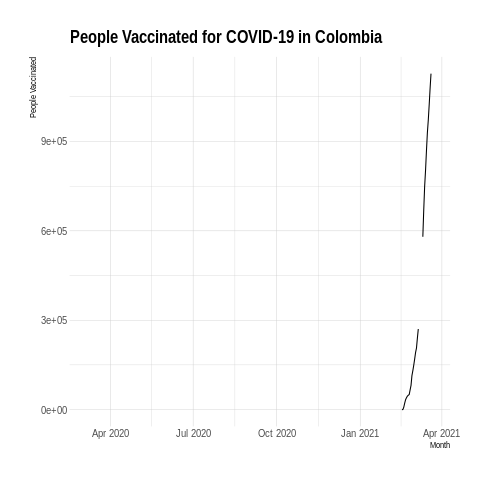 People Vaccinated for COVID-19 in Colombia
People Vaccinated
9e+05
6e+05
3e+05
0e+00
Apr 2020 Jul 2020 Oct 2020 Jan 2021 Apr 2021
Month